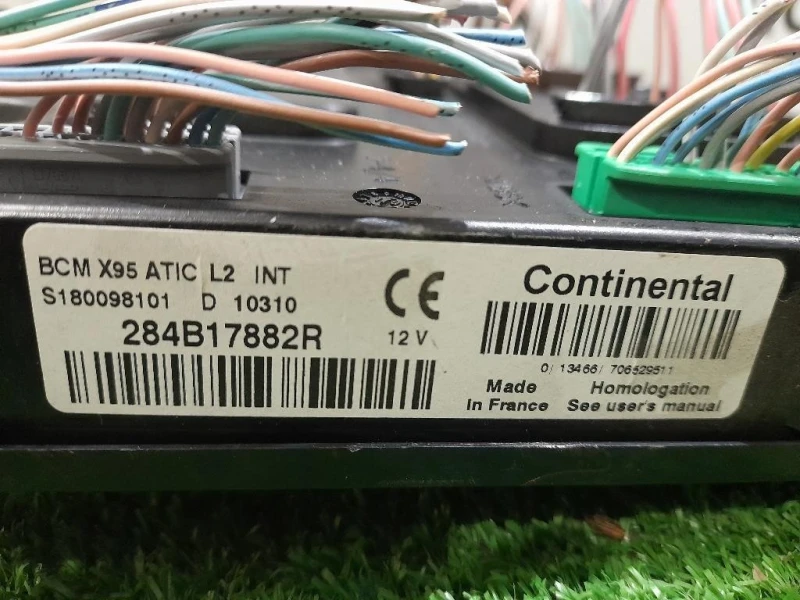 BCM X95 ATIC L2 INT
S180098101 D 10310
284B17882R
CE
12 V
Continental
0/ 13466/ 706529511
Made
In France
Homologation
See user's manual